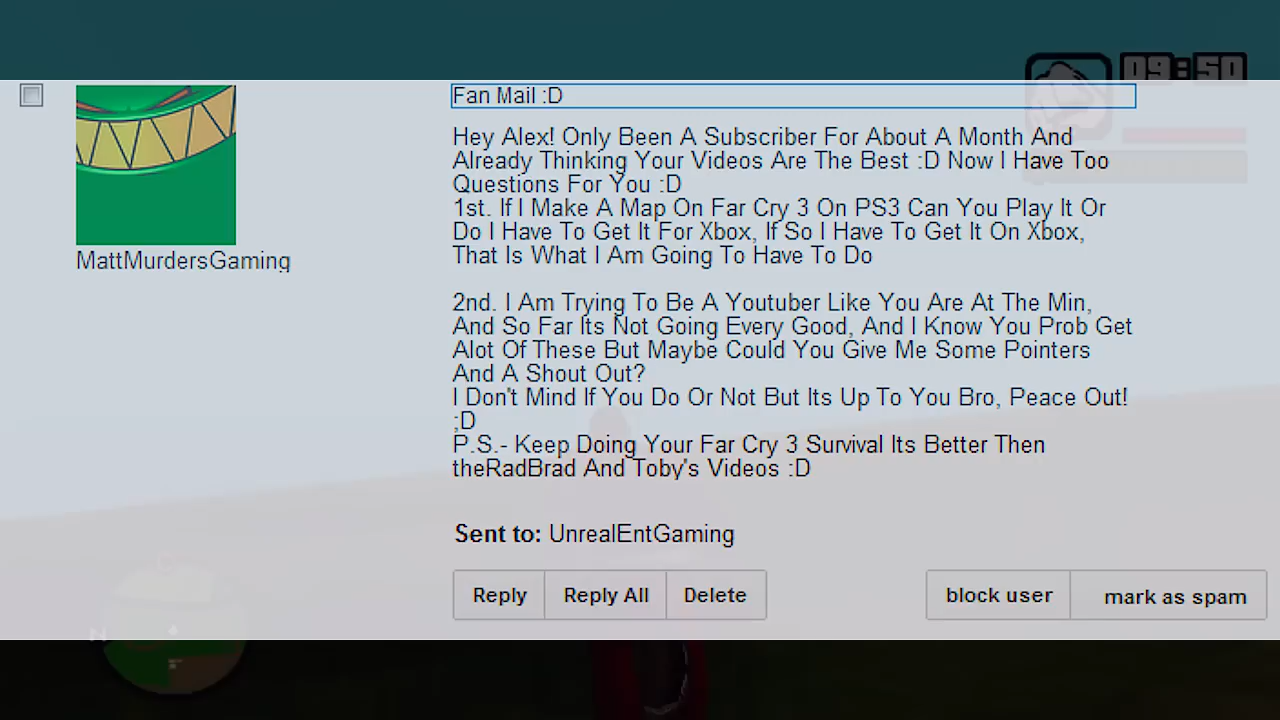 09:50
Fan Mail :D
Hey Alex! Only Been A Subscriber For About A Month And
Already Thinking Your Videos Are The Best :D Now I Have Too
Questions For You :D
1st. If I Make A Map On Far Cry 3 On PS3 Can You Play It Or
Do I Have To Get It For Xbox, If So I Have To Get It On Xbox,
That Is What I Am Going To Have To Do
MattMurdersGaming
2nd. I Am Trying To Be A Youtuber Like You Are At The Min,
And So Far Its Not Going Every Good, And I Know You Prob Get
Alot Of These But Maybe Could You Give Me Some Pointers
And A Shout Out?
I Don't Mind If You Do Or Not But Its Up To You Bro, Peace Out!
;D
P.S.- Keep Doing Your Far Cry 3 Survival Its Better Then
theRadBrad And Toby's Videos :D
Sent to: UnrealEntGaming
Reply Reply All Delete block user mark as spam
N